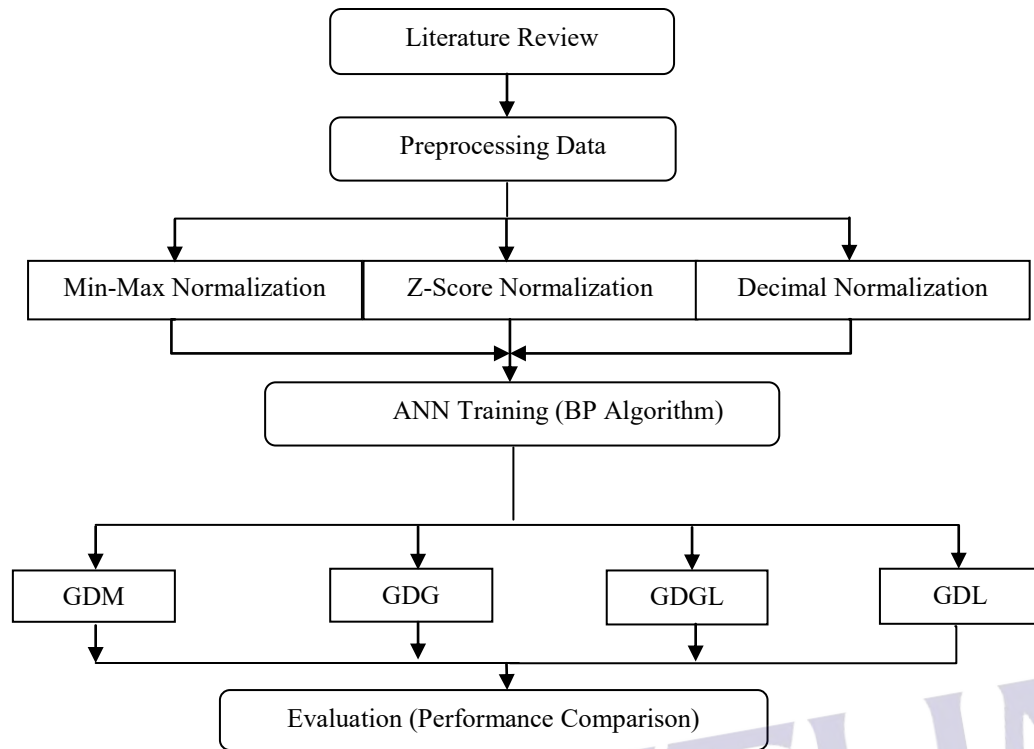 Literature Review
Preprocessing Data
Min-Max Normalization
Z-Score Normalization
Decimal Normalization
ANN Training (BP Algorithm)
GDM
GDG
GDGL
GDL
Evaluation (Performance Comparison)